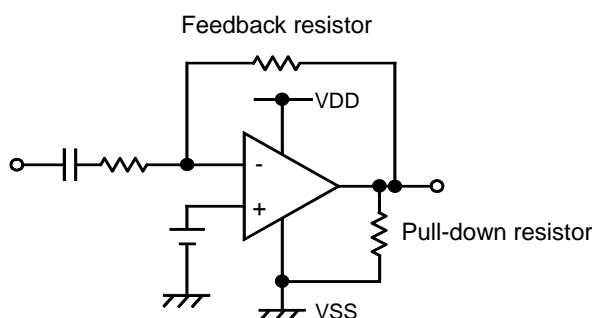 Feedback resistor
VDD
-
+
Pull-down resistor
VSS